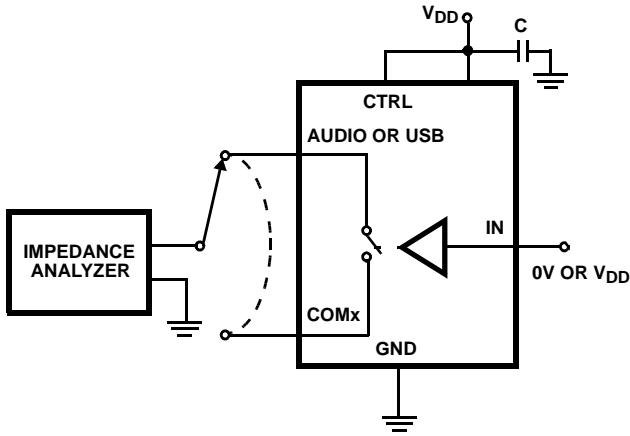 VDD
C
CTRL
AUDIO OR USB
IMPEDANCE
ANALYZER
IN
0V OR VDD
COMx
GND